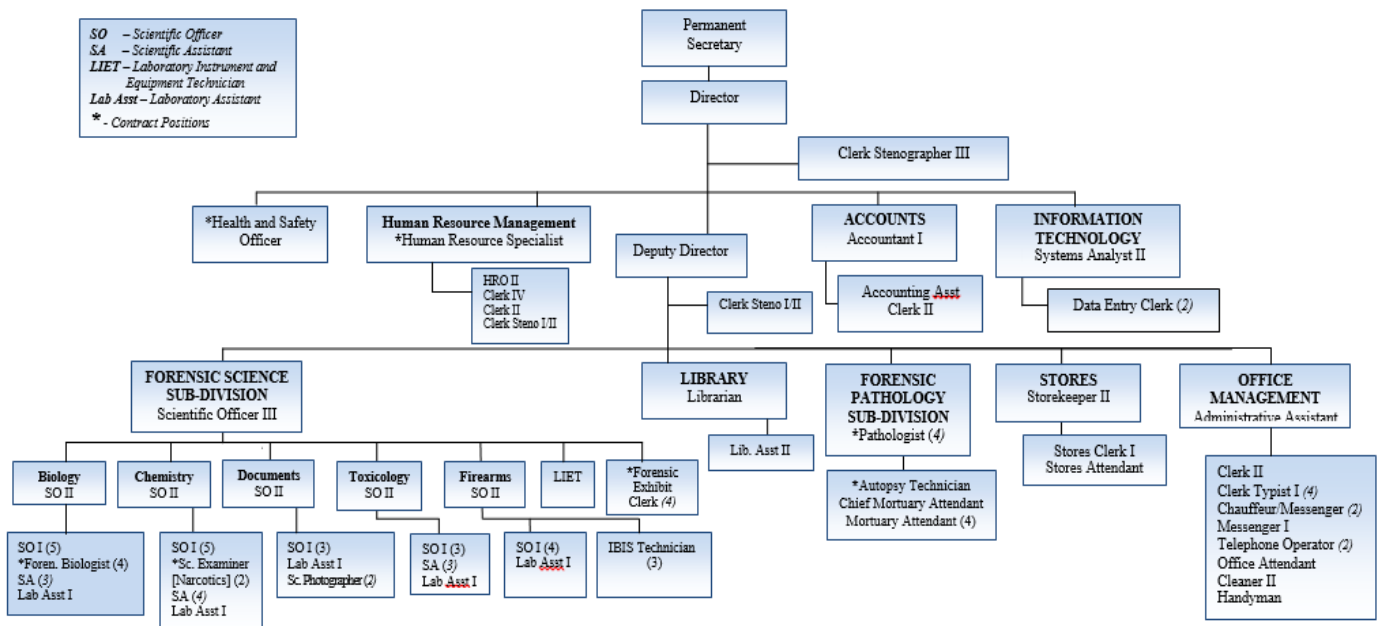 SO – Scientific Officer
SA – Scientific Assistant
LIET – Laboratory Instrument and
Equipment Technician
Lab Asst – Laboratory Assistant
* - Contract Positions
Permanent
Secretary
Director
Clerk Stenographer III
*Health and Safety
Officer
Human Resource Management
*Human Resource Specialist
HRO II
Clerk IV
Clerk II
Clerk Steno I/II
Deputy Director
Clerk Steno I/II
ACCOUNTS
Accountant I
Accounting Asst
Clerk II
INFORMATION
TECHNOLOGY
Systems Analyst II
Data Entry Clerk (2)
FORENSIC SCIENCE
SUB-DIVISION
Scientific Officer III
LIBRARY
Librarian
Lib. Asst II
FORENSIC
PATHOLOGY
SUB-DIVISION
*Pathologist (4)
*Autopsy Technician
Chief Mortuary Attendant
Mortuary Attendant (4)
STORES
Storekeeper II
Stores Clerk I
Stores Attendant
OFFICE
MANAGEMENT
Administrative Assistant
Clerk II
Clerk Typist I (4)
Chauffeur/Messenger (2)
Messenger I
Telephone Operator (2)
Office Attendant
Cleaner II
Handyman
Biology
SO II
Chemistry
SO II
Documents
SO II
Toxicology
SO II
Firearms
SO II
LIET
*Forensic
Exhibit
Clerk (4)
SO I (5)
*Foren. Biologist (4)
SA (3)
Lab Asst I
SO I (5)
*Sc. Examiner
[Narcotics] (2)
SA (4)
Lab Asst I
SO I (3)
Lab Asst I
Sc. Photographer (2)
SO I (3)
SA (3)
Lab Asst I
SO I (4)
Lab Asst I
IBIS Technician
(3)